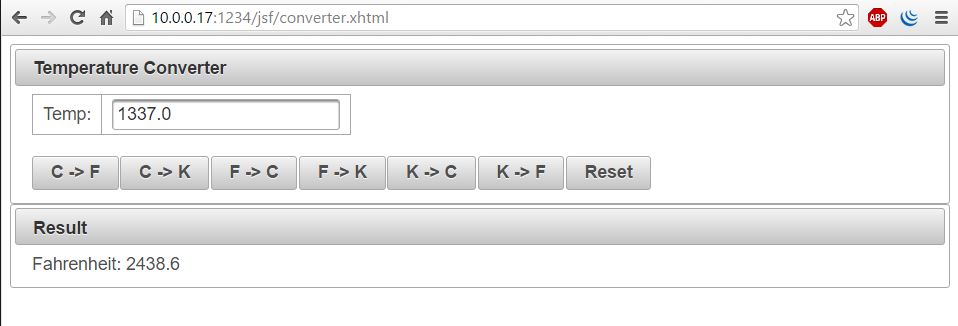 10.0.0.17:1234/jsf/converter.xhtml
ABP
Temperature Converter
Temp: 1337.0
C -> F C -> K F -> C F -> K K -> C K -> F Reset
Result
Fahrenheit: 2438.6